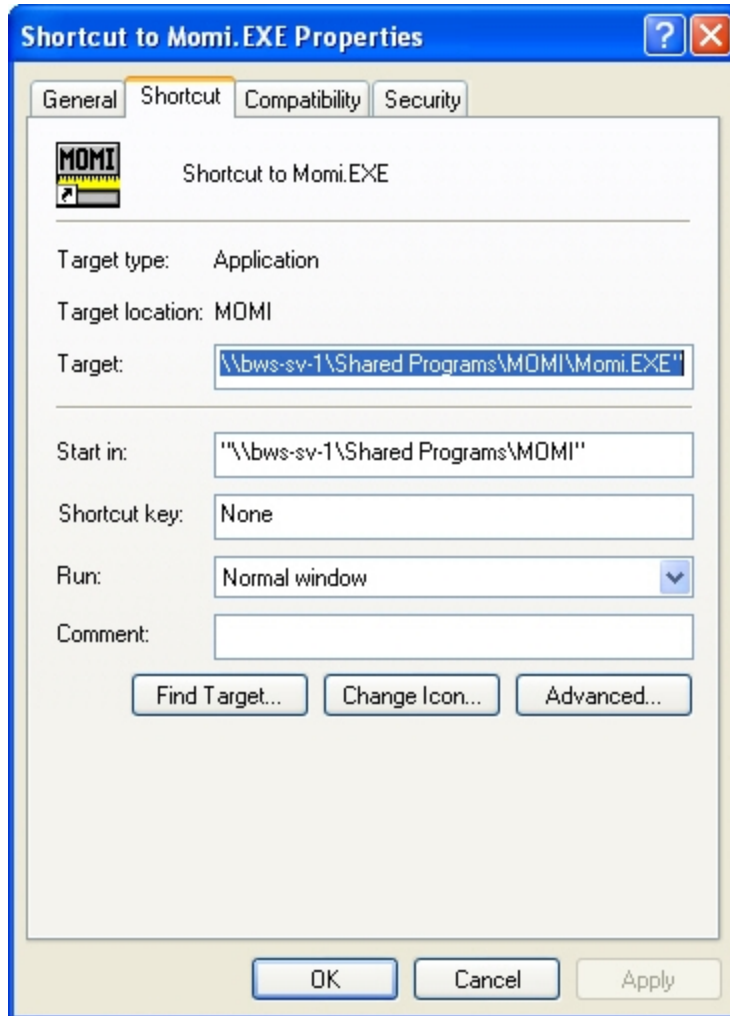 Shortcut to Momi.EXE Properties
General Shortcut Compatibility Security
MOMI
Shortcut to Momi.EXE
Target type: Application
Target location: MOMI
Target: \\bws-sv-1\Shared Programs\MOMI\Momi.EXE"
Start in: "\\bws-sv-1\Shared Programs\MOMI"
Shortcut key: None
Run: Normal window
Comment:
Find Target... Change Icon... Advanced...
OK Cancel Apply